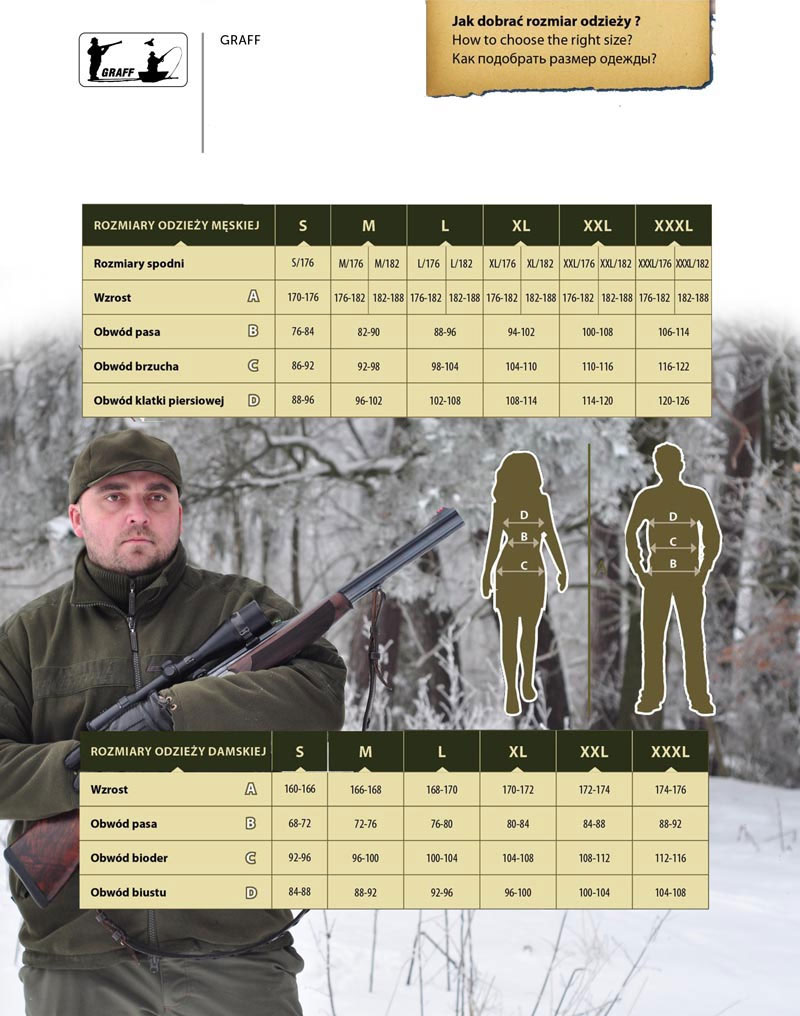 GRAFF
GRAFF
Jak dobrać rozmiar odzieży ?
How to choose the right size?
Как подобрать размер одежды?
ROZMIARY ODZIEŻY MĘSKIEJ S M L XL XXL XXXL
Rozmiary spodni S/176 M/176 M/182 L/176 L/182 XL/176 XL/182 XXL/176 XXL/182 XXXL/176 XXXL/182
Wzrost A 170-176 176-182 182-188 176-182 182-188 176-182 182-188 176-182 182-188 176-182 182-188
Obwód pasa B 76-84 82-90 88-96 94-102 100-108 106-114
Obwód brzucha C 86-92 92-98 98-104 104-110 110-116 116-122
Obwód klatki piersiowej D 88-96 96-102 102-108 108-114 114-120 120-126
D
B
C
A
D
C
B
ROZMIARY ODZIEŻY DAMSKIEJ S M L XL XXL XXXL
Wzrost A 160-166 166-168 168-170 170-172 172-174 174-176
Obwód pasa B 68-72 72-76 76-80 80-84 84-88 88-92
Obwód bioder C 92-96 96-100 100-104 104-108 108-112 112-116
Obwód biustu D 84-88 88-92 92-96 96-100 100-104 104-108